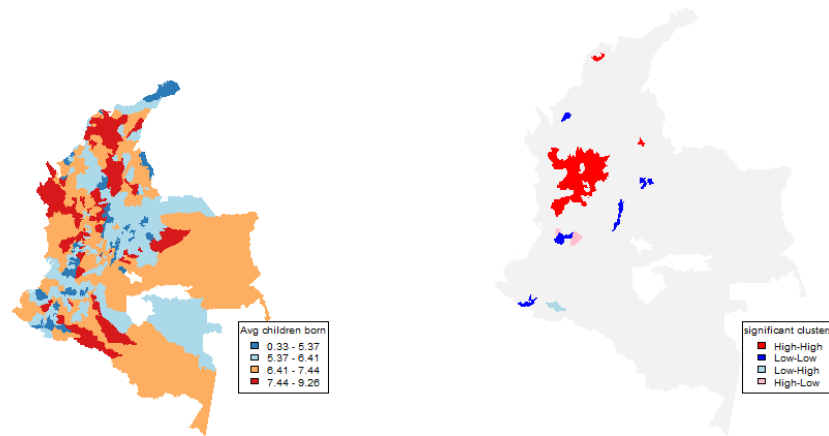 Avg children born
0.33 - 5.37
5.37 - 6.41
6.41 - 7.44
7.44 - 9.26
significant clusters
High-High
Low-Low
Low-High
High-Low